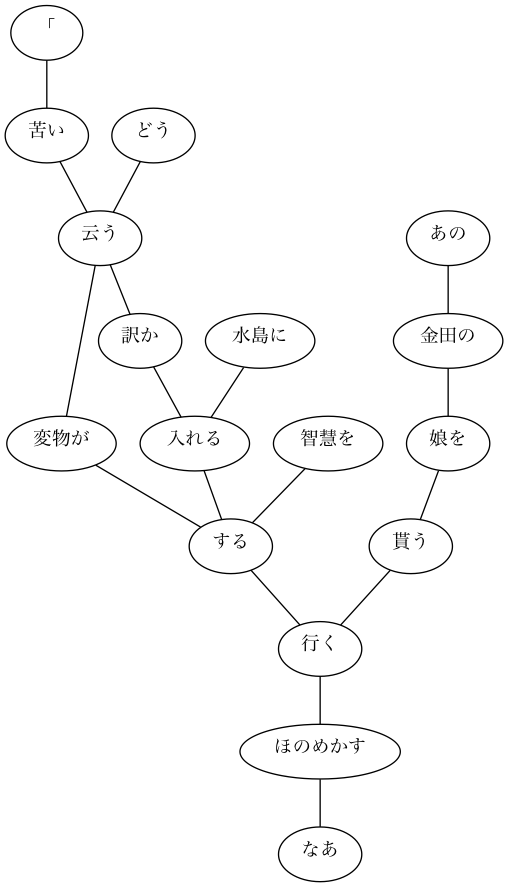 「
苦い
どう
云う
あの
訳か
水島に
金田の
変物が
入れる
智慧を
娘を
する
貰う
行く
ほのめかす
なあ